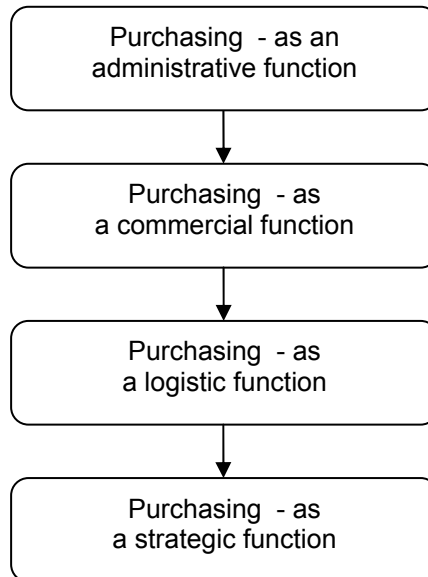 Purchasing - as an
administrative function
Purchasing - as
a commercial function
Purchasing - as
a logistic function
Purchasing - as
a strategic function